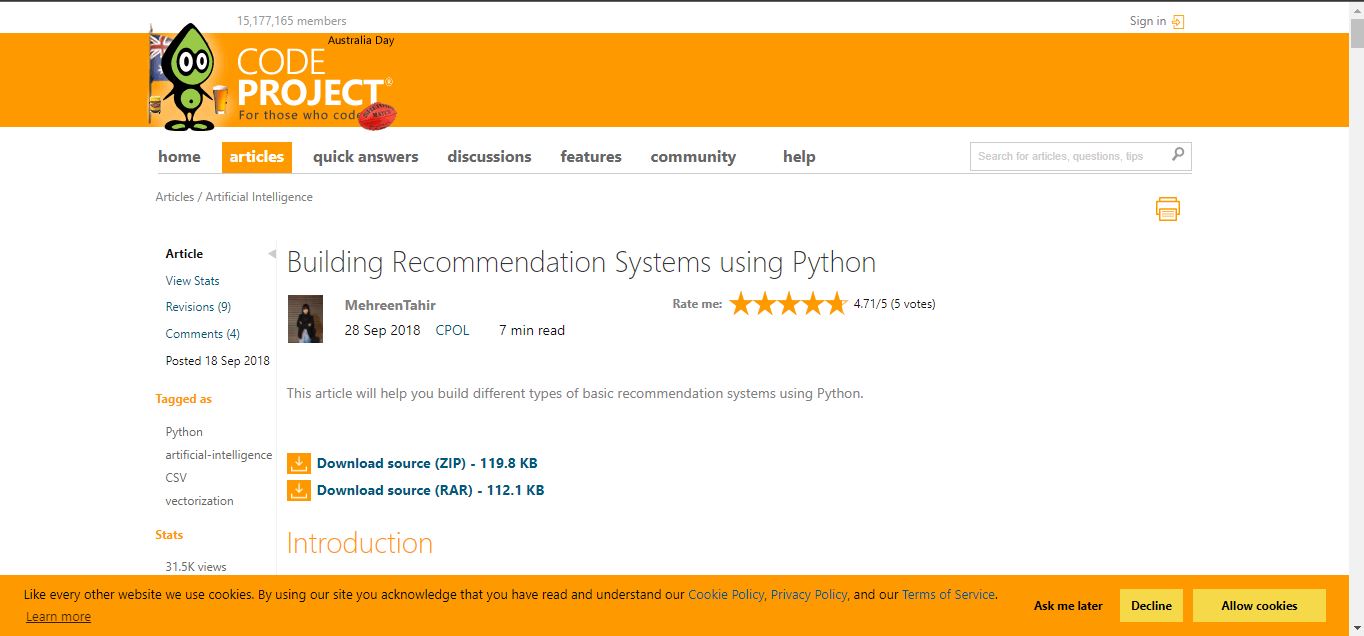 15,177,165 members
Sign in
Australia Day
CODE
PROJECT®
For those who code
home articles quick answers discussions features community help
Search for articles, questions, tips
Articles / Artificial Intelligence
Article
View Stats
Revisions (9)
Comments (4)
Posted 18 Sep 2018
Tagged as
Python
artificial-intelligence
CSV
vectorization
Stats
31.5K views
Building Recommendation Systems using Python
MehreenTahir
28 Sep 2018 CPOL 7 min read
Rate me: 4.71/5 (5 votes)
This article will help you build different types of basic recommendation systems using Python.
Download source (ZIP) - 119.8 KB
Download source (RAR) - 112.1 KB
Introduction
Like every other website we use cookies. By using our site you acknowledge that you have read and understand our Cookie Policy, Privacy Policy, and our Terms of Service.
Learn more
Ask me later Decline Allow cookies